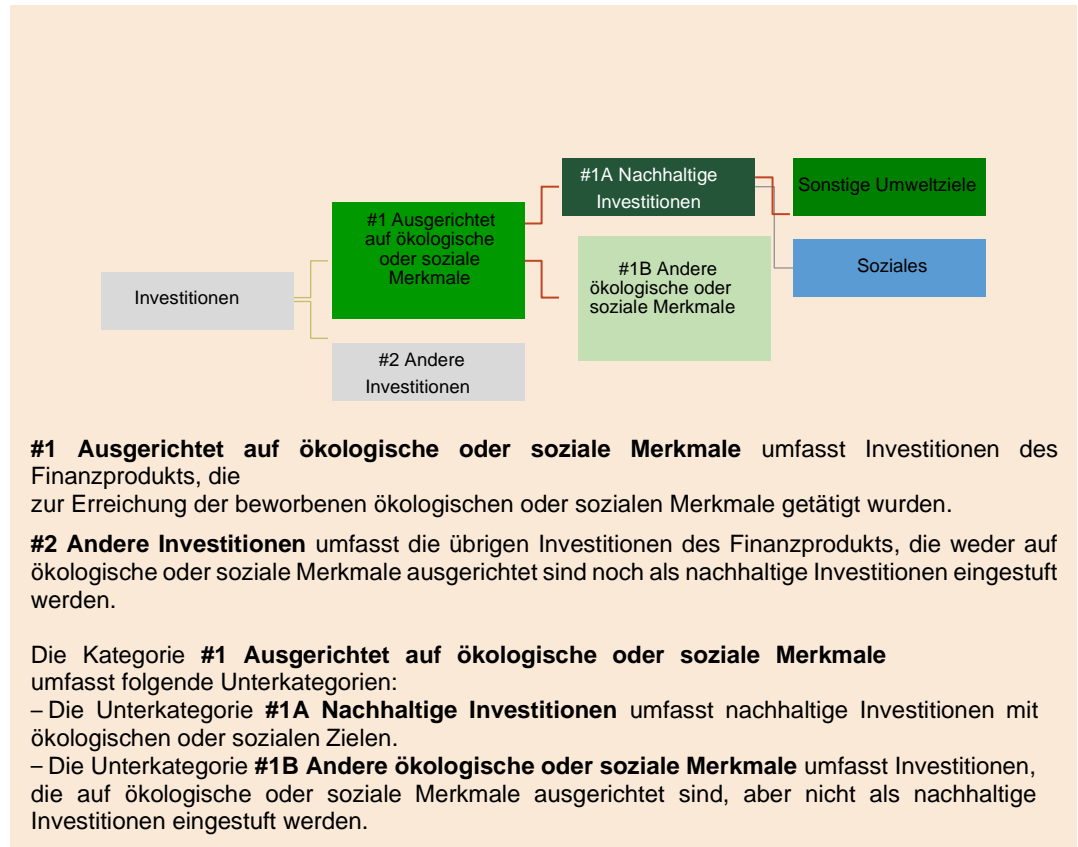 #1A Nachhaltige
Investitionen
Sonstige Umweltziele
#1 Ausgerichtet
auf ökologische
oder soziale
Merkmale
Soziales
#1B Andere
ökologische oder
soziale Merkmale
Investitionen
#2 Andere
Investitionen
#1 Ausgerichtet auf ökologische oder soziale Merkmale umfasst Investitionen des
Finanzprodukts, die
zur Erreichung der beworbenen ökologischen oder sozialen Merkmale getätigt wurden.
#2 Andere Investitionen umfasst die übrigen Investitionen des Finanzprodukts, die weder auf
ökologische oder soziale Merkmale ausgerichtet sind noch als nachhaltige Investitionen eingestuft
werden.
Die Kategorie #1 Ausgerichtet auf ökologische oder soziale Merkmale
umfasst folgende Unterkategorien:
– Die Unterkategorie #1A Nachhaltige Investitionen umfasst nachhaltige Investitionen mit
ökologischen oder sozialen Zielen.
– Die Unterkategorie #1B Andere ökologische oder soziale Merkmale umfasst Investitionen,
die auf ökologische oder soziale Merkmale ausgerichtet sind, aber nicht als nachhaltige
Investitionen eingestuft werden.